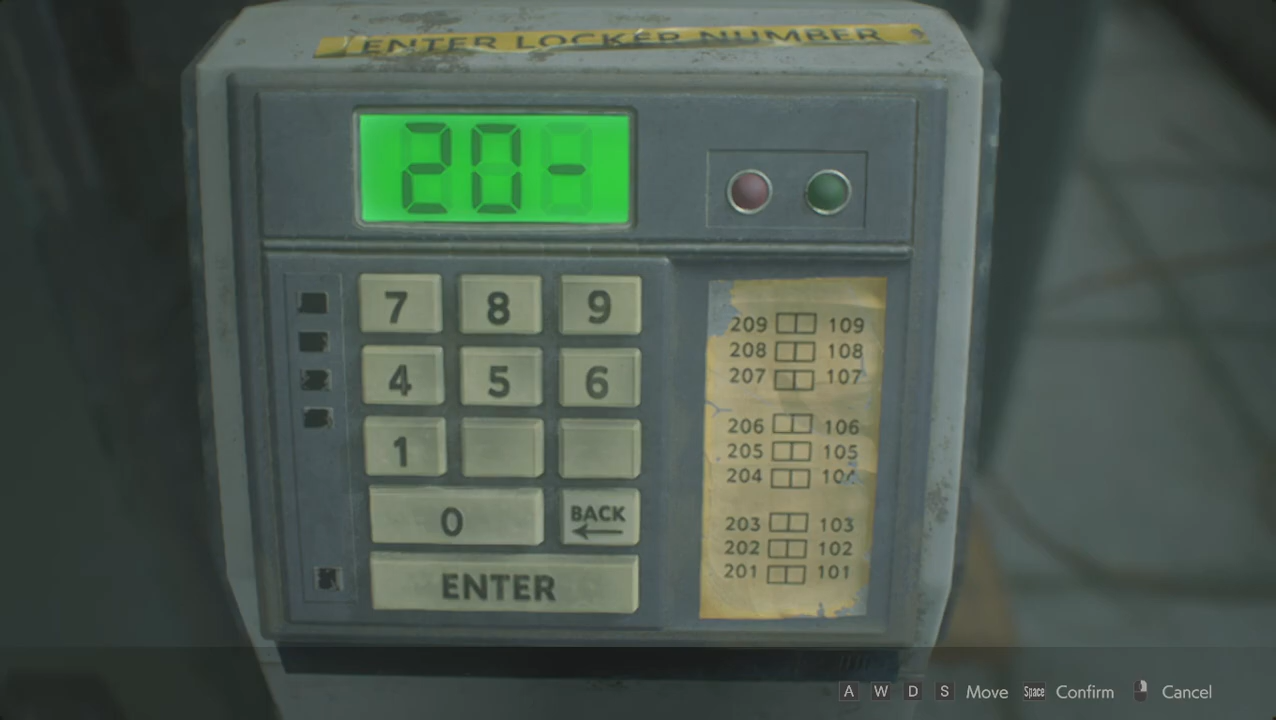 ENTER LOCKER NUMBER
20-
7 8 9
4 5 6
1
0 BACK
ENTER
209 109
208 108
207 107
206 106
205 105
204 104
203 103
202 102
201 101
A W D S Move Space Confirm Cancel